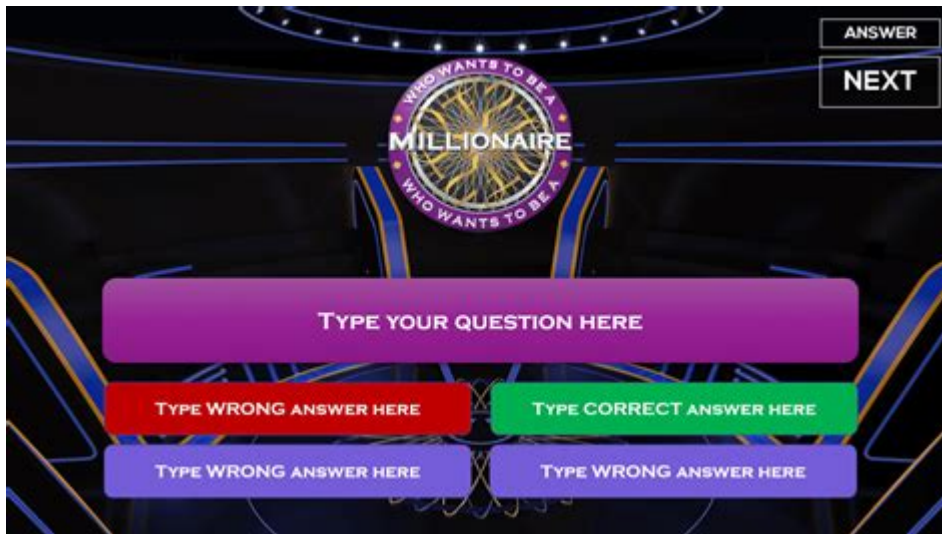 ANSWER
NEXT
WHO WANTS TO BE A
MILLIONAIRE
WHO WANTS TO BE A
TYPE YOUR QUESTION HERE
TYPE WRONG ANSWER HERE
TYPE CORRECT ANSWER HERE
TYPE WRONG ANSWER HERE
TYPE WRONG ANSWER HERE